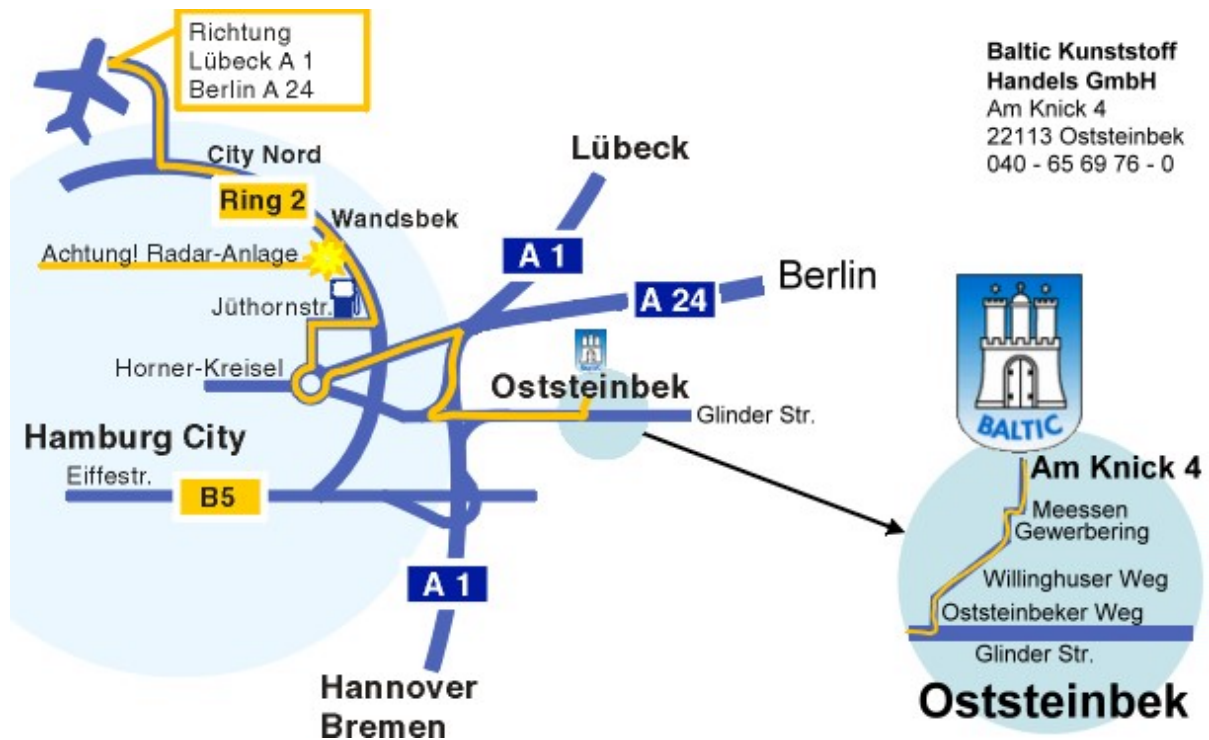 Richtung
Lübeck A 1
Berlin A 24
Baltic Kunststoff
Handels GmbH
Am Knick 4
22113 Oststeinbek
040 - 65 69 76 - 0
City Nord
Lübeck
Ring 2
Wandsbek
Achtung! Radar-Anlage
A 1
Berlin
A 24
Jüthornstr.
Horner-Kreisel
Oststeinbek
Glinder Str.
Hamburg City
Eiffestr.
B5
A 1
Hannover
Bremen
BALTIC
Am Knick 4
Meessen
Gewerbering
Willinghuser Weg
Oststeinbeker Weg
Glinder Str.
Oststeinbek